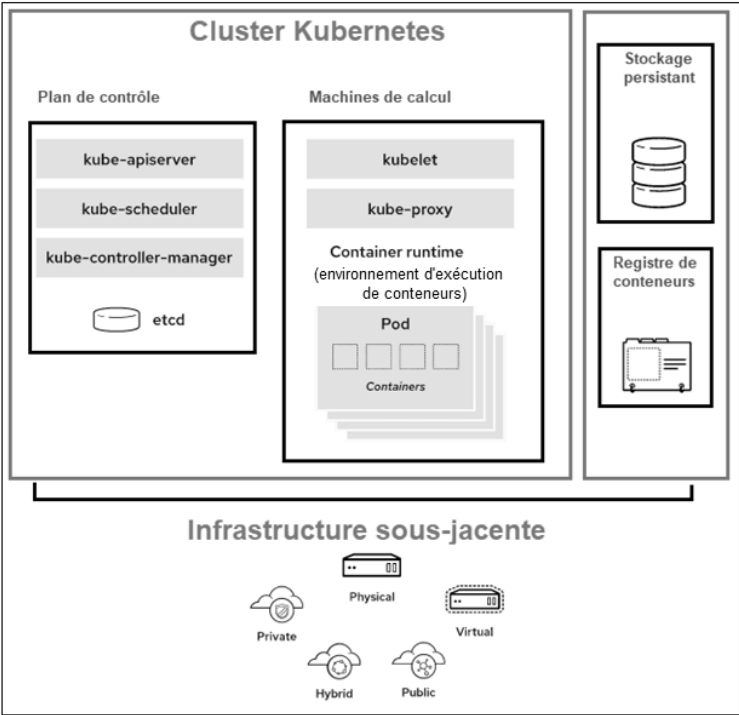 Cluster Kubernetes
Plan de contrôle
kube-apiserver
kube-scheduler
kube-controller-manager
etcd
Machines de calcul
kubelet
kube-proxy
Container runtime
(environnement d'exécution
de conteneurs)
Pod
Containers
Stockage
persistant
Registre de
conteneurs
Infrastructure sous-jacente
Physical
Private
Virtual
Hybrid
Public